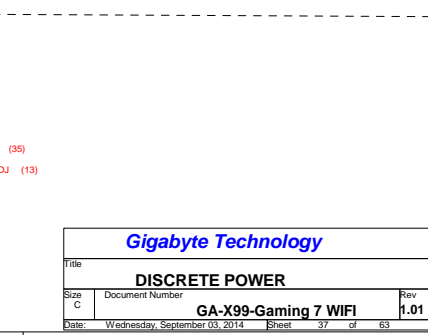 (35)
OJ (13)
Gigabyte Technology
Title
DISCRETE POWER
Size Document Number Rev
C GA-X99-Gaming 7 WIFI 1.01
Date: Wednesday, September 03, 2014 Sheet 37 of 63